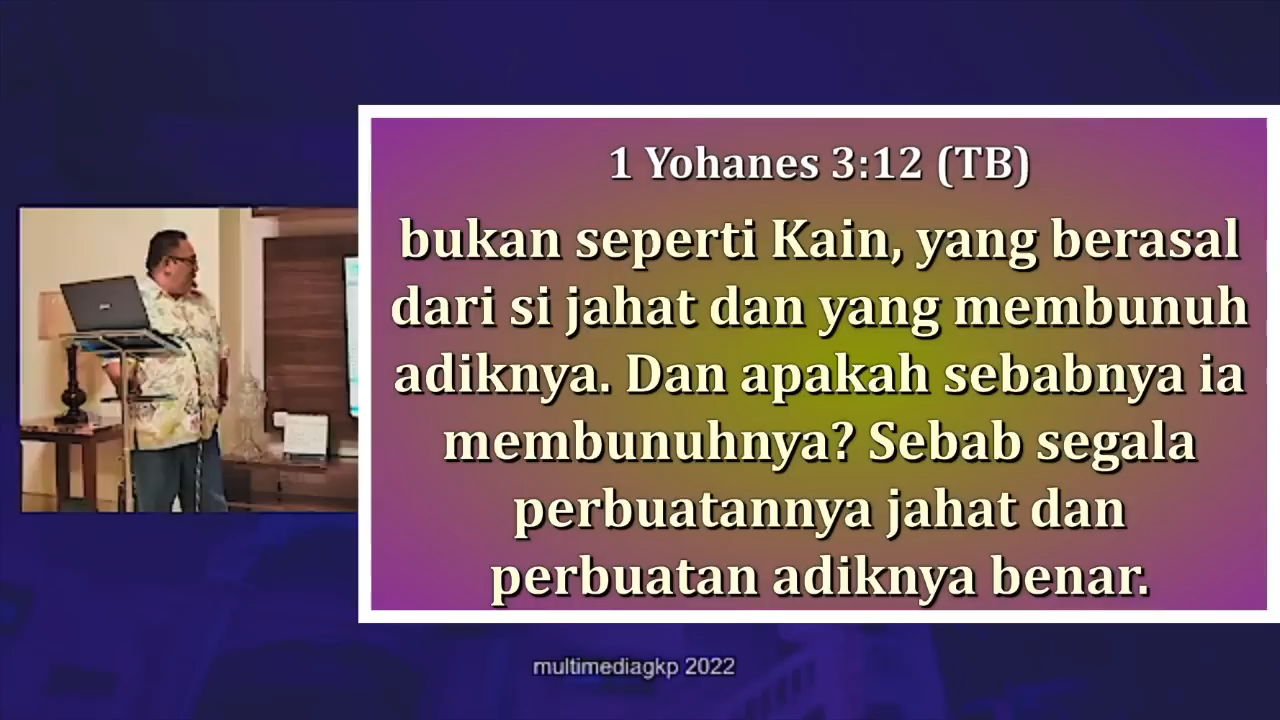 1 Yohanes 3:12 (TB)
bukan seperti Kain, yang berasal
dari si jahat dan yang membunuh
adiknya. Dan apakah sebabnya ia
membunuhnya? Sebab segala
perbuatannya jahat dan
perbuatan adiknya benar.
multimediagkp 2022